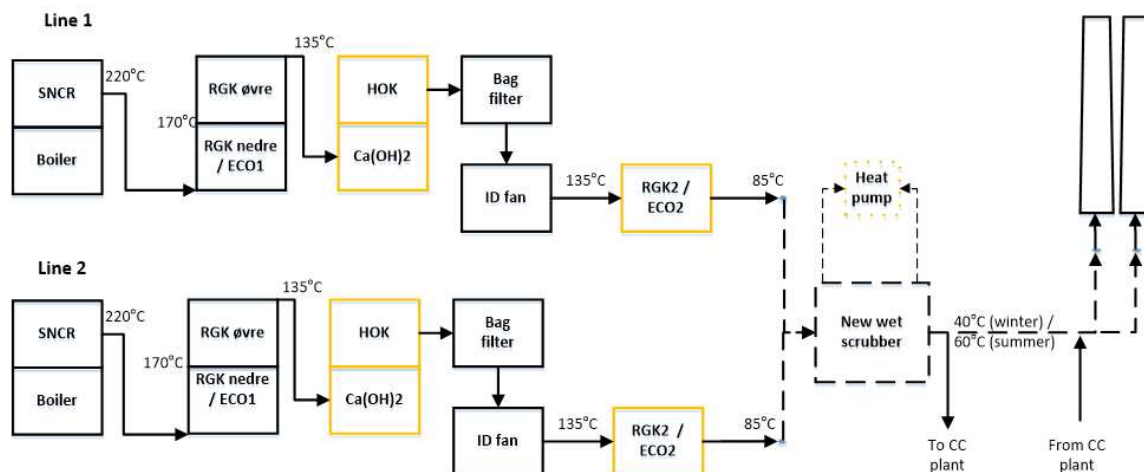 Line 1
SNCR
Boiler
220°C
170°C
RGK øvre
RGK nedre
/ ECO1
135°C
HOK
Ca(OH)2
Bag
filter
ID fan
135°C
RGK2 /
ECO2
85°C
Heat
pump
Line 2
SNCR
Boiler
220°C
170°C
RGK øvre
RGK nedre
/ ECO1
135°C
HOK
Ca(OH)2
Bag
filter
ID fan
135°C
RGK2 /
ECO2
85°C
New wet
scrubber
40°C (winter) /
60°C (summer)
To CC
plant
From CC
plant